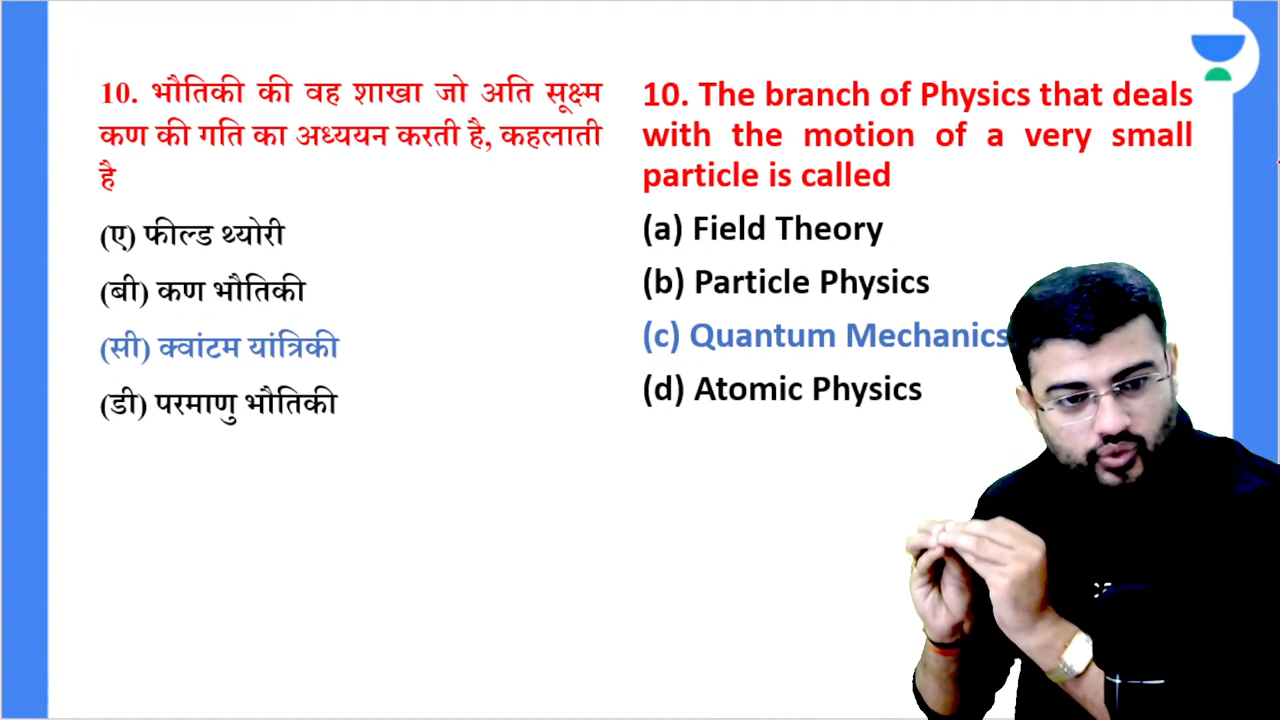 10. भौतिकी की वह शाखा जो अति सूक्ष्म
कण की गति का अध्ययन करती है, कहलाती
है
(ए) फील्ड थ्योरी
(बी) कण भौतिकी
(सी) क्वांटम यांत्रिकी
(डी) परमाणु भौतिकी
10. The branch of Physics that deals
with the motion of a very small
particle is called
(a) Field Theory
(b) Particle Physics
(c) Quantum Mechanics
(d) Atomic Physics